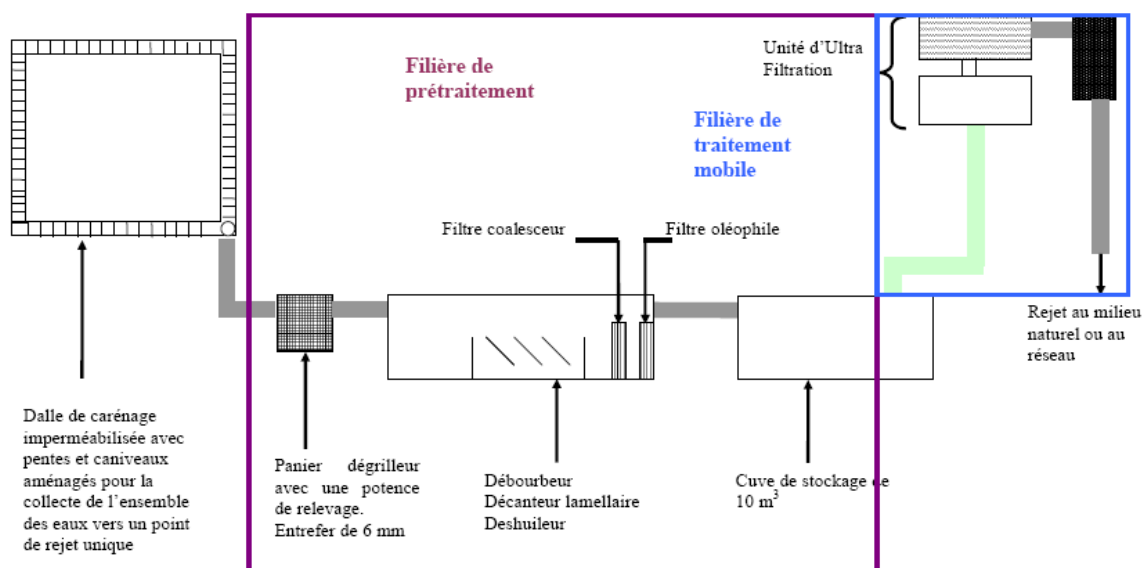 Unité d'Ultra
Filtration
Filière de
prétraitement
Filière de
traitement
mobile
Filtre coalesceur
Filtre oléophile
Rejet au milieu
naturel ou au
réseau
Dalle de carénage
imperméabilisée avec
pentes et caniveaux
aménagés pour la
collecte de l'ensemble
des eaux vers un point
de rejet unique
Panier dégrilleur
avec une potence
de relevage.
Entrefer de 6 mm
Débourbeur
Décanteur lamellaire
Deshuileur
Cuve de stockage de
10 m³